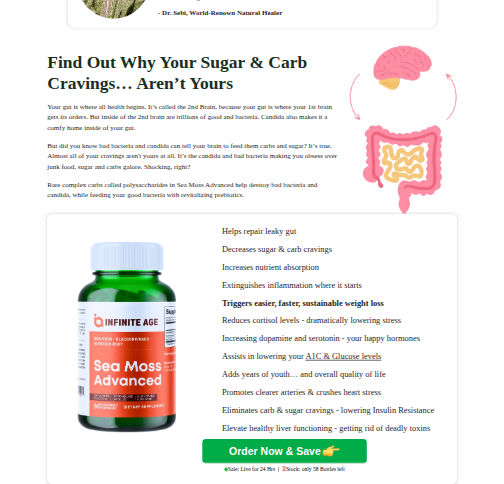 - Dr. Sebi, World-Renown Natural Healer
Find Out Why Your Sugar & Carb
Cravings… Aren’t Yours
Your gut is where all health begins. It’s called the 2nd Brain, because your gut is where your 1st brain
gets its orders. But inside of the 2nd brain are trillions of good and bacteria. Candida also makes it a
comfy home inside of your gut.
But did you know bad bacteria and candida can tell your brain to feed them carbs and sugar? It’s true.
Almost all of your cravings aren't yours at all. It’s the candida and bad bacteria making you obsess over
junk food, sugar and carbs galore. Shocking, right?
Rare complex carbs called polysaccharides in Sea Moss Advanced help destroy bad bacteria and
candida, while feeding your good bacteria with revitalizing prebiotics.
Helps repair leaky gut
Decreases sugar & carb cravings
Increases nutrient absorption
Extinguishes inflammation where it starts
Triggers easier, faster, sustainable weight loss
Reduces cortisol levels - dramatically lowering stress
Increasing dopamine and serotonin - your happy hormones
Assists in lowering your A1C & Glucose levels
Adds years of youth… and overall quality of life
Promotes clearer arteries & crushes heart stress
Eliminates carb & sugar cravings - lowering Insulin Resistance
Elevate healthy liver functioning - getting rid of deadly toxins
INFINITE AGE
Sea Moss
Advanced
DIETARY SUPPLEMENT
Order Now & Save
Sale: Live for 24 Hrs | Stock: only 58 Bottles left